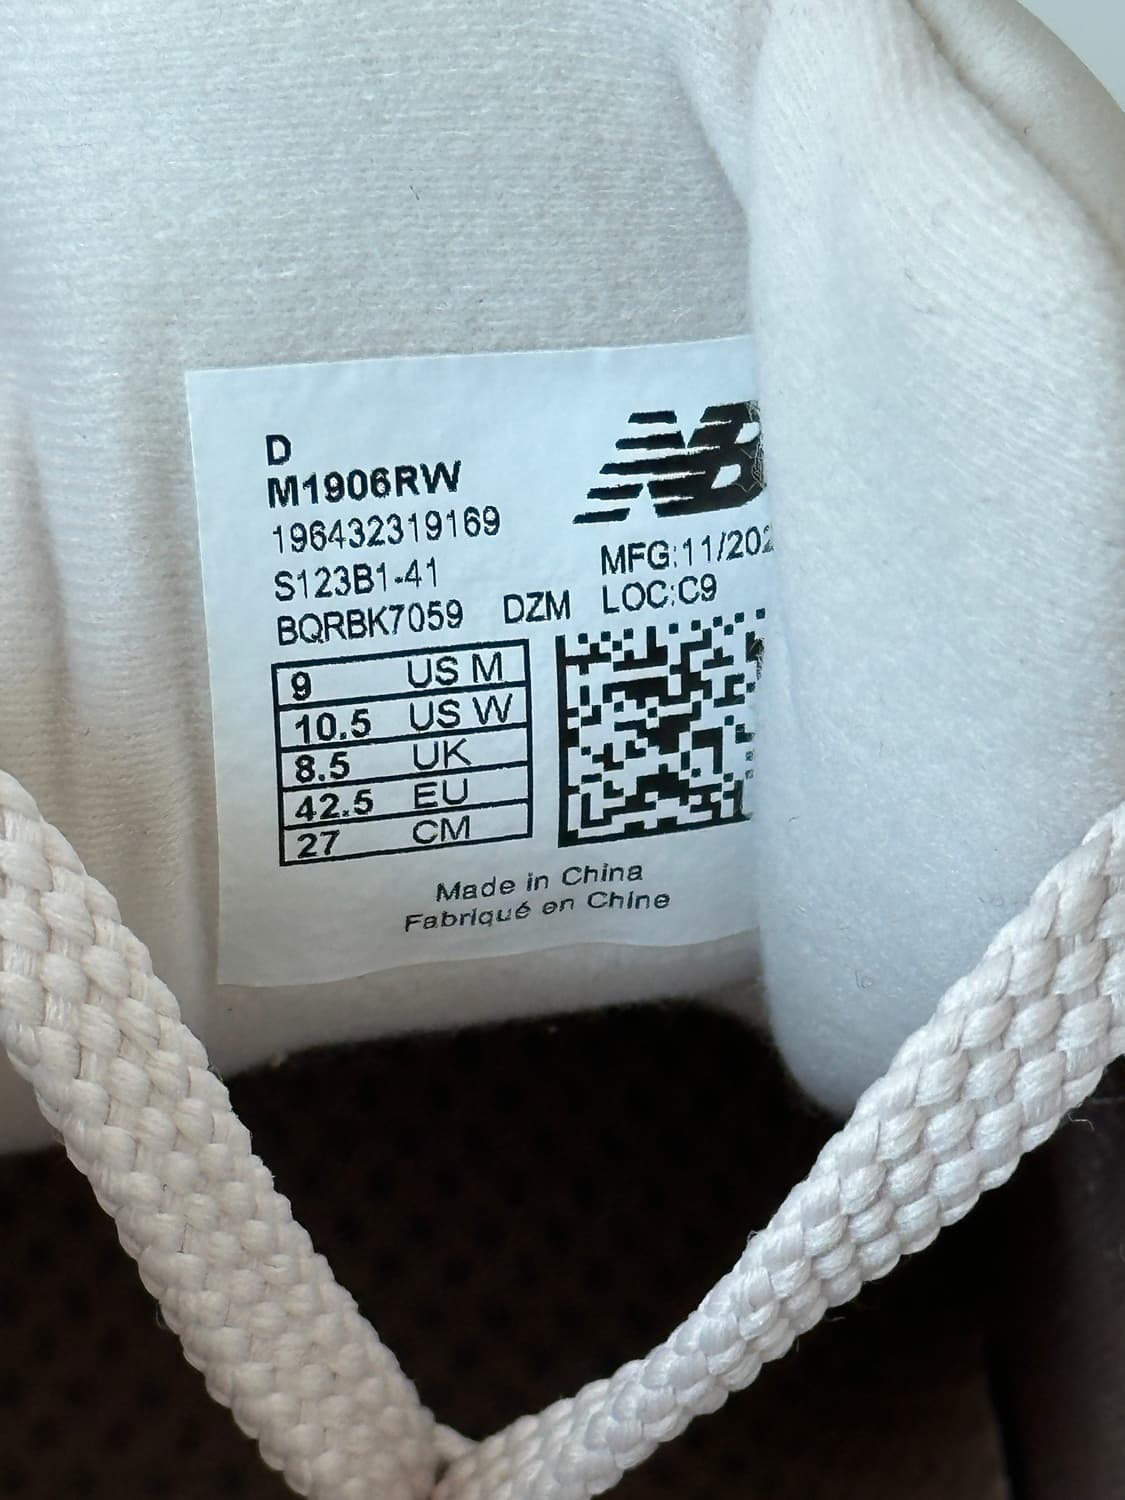 D
M1906RW
196432319169
S123B1-41
BQRBK7059 DZM
NB
MFG:11/202
LOC:C9
9 US M
10.5 US W
8.5 UK
42.5 EU
27 CM
Made in China
Fabriqué en Chine